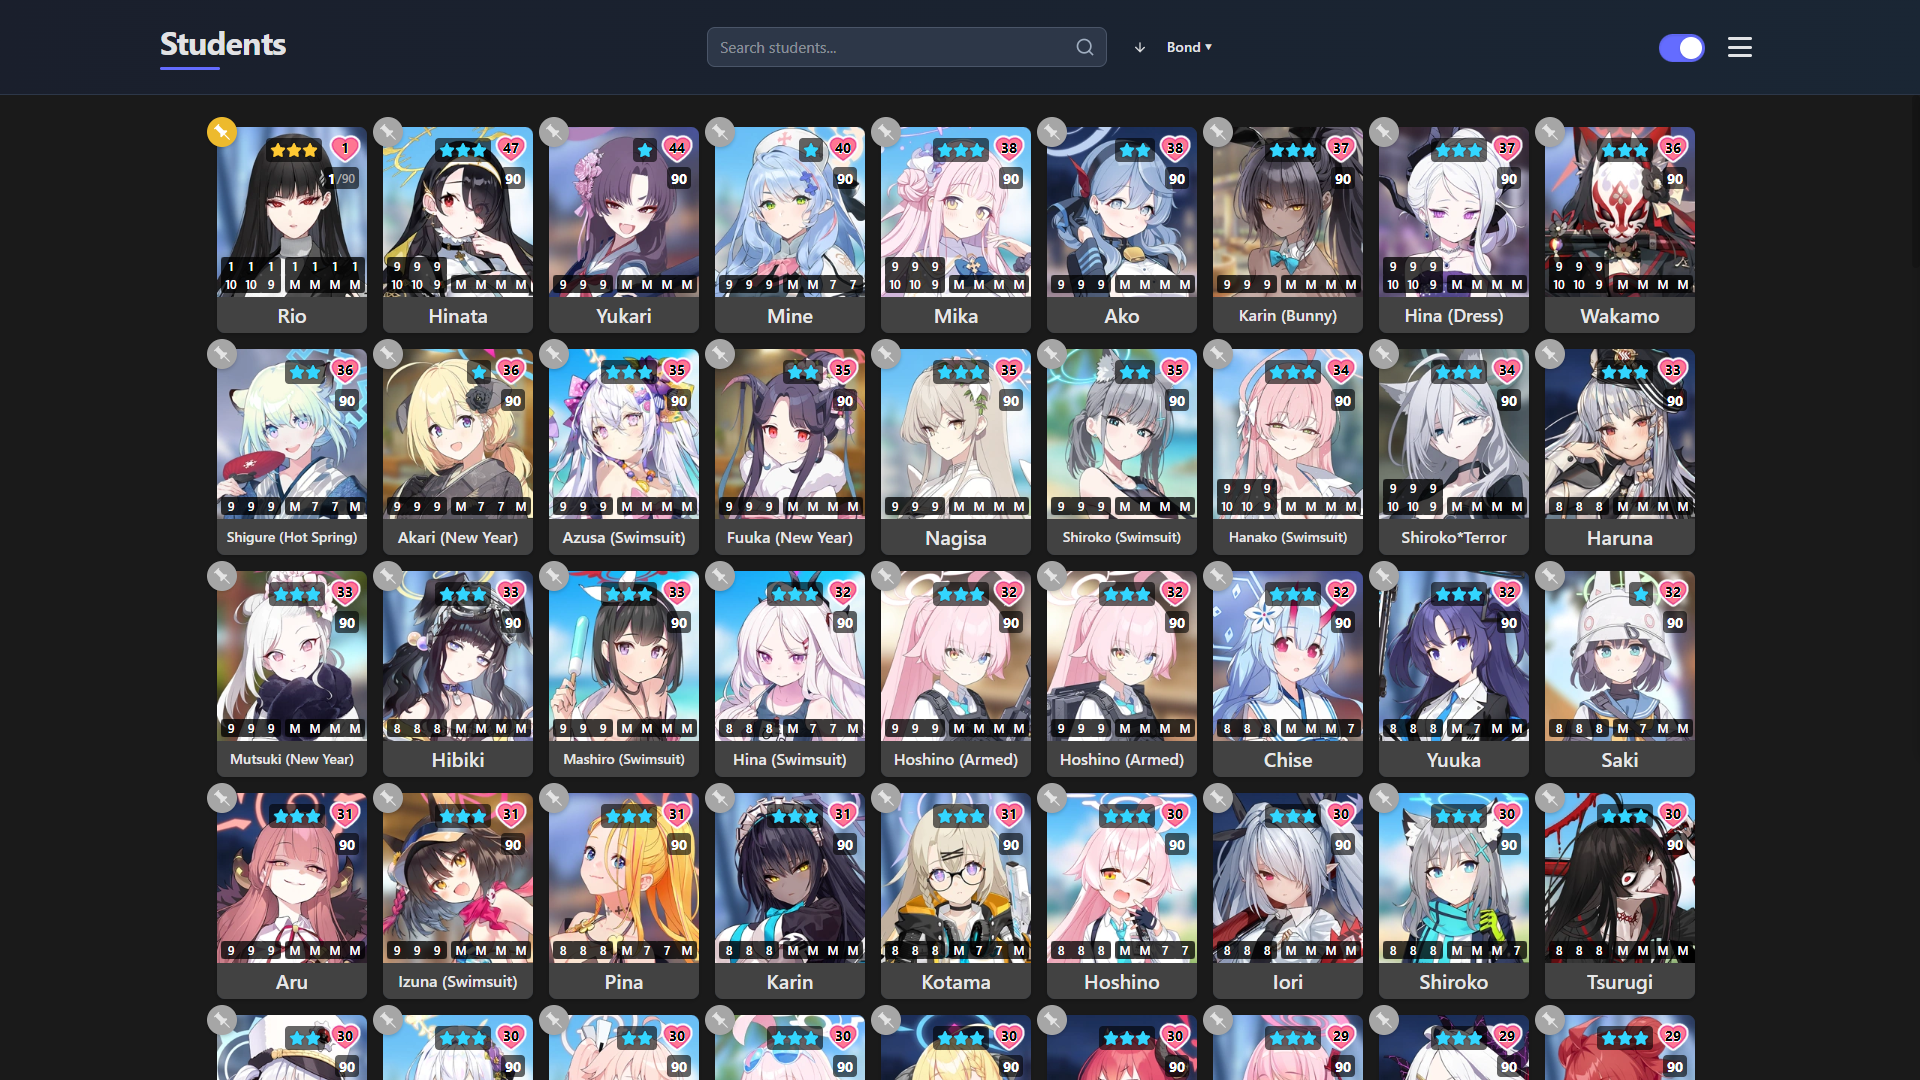 Students
Search students...
Bond
1 47 44 40 38 38 37 37 36
1/90 90 90 90 90 90 90 90 90
1 1 1 1 1 1 1 9 9 9 9 9 9 9 9 9 9 9 9
10 10 9 M M M M 10 10 9 M M M M 9 9 9 M M M M 9 9 9 M M 7 7 10 10 9 M M M M 9 9 9 M M M M 9 9 9 M M M M 10 10 9 M M M M 10 10 9 M M M M
Rio Hinata Yukari Mine Mika Ako Karin (Bunny) Hina (Dress) Wakamo
36 36 35 35 35 35 34 34 33
90 90 90 90 90 90 90 90 90
9 9 9 9 9 9
9 9 9 M 7 7 M 9 9 9 M 7 7 M 9 9 9 M M M M 9 9 9 M M M M 9 9 9 M M M M 9 9 9 M M M M 10 10 9 M M M M 10 10 9 M M M M 8 8 8 M M M M
Shigure (Hot Spring) Akari (New Year) Azusa (Swimsuit) Fuuka (New Year) Nagisa Shiroko (Swimsuit) Hanako (Swimsuit) Shiroko*Terror Haruna
33 33 33 32 32 32 32 32 32
90 90 90 90 90 90 90 90 90
9 9 9 M M M M 8 8 8 M M M M 9 9 9 M M M M 8 8 8 M 7 7 M 9 9 9 M M M M 9 9 9 M M M M 8 8 8 M M M 7 8 8 8 M 7 M M 8 8 8 M 7 M M
Mutsuki (New Year) Hibiki Mashiro (Swimsuit) Hina (Swimsuit) Hoshino (Armed) Hoshino (Armed) Chise Yuuka Saki
31 31 31 31 31 30 30 30 30
90 90 90 90 90 90 90 90 90
9 9 9 M M M M 9 9 9 M M M M 8 8 8 M 7 7 M 8 8 8 M M M M 8 8 8 M 7 7 M 8 8 8 M M 7 7 8 8 8 M M M M 8 8 8 M M M 7 8 8 8 M M M M
Aru Izuna (Swimsuit) Pina Karin Kotama Hoshino Iori Shiroko Tsurugi
30 30 30 30 30 30 29 29 29
90 90 90 90 90 90 90 90 90